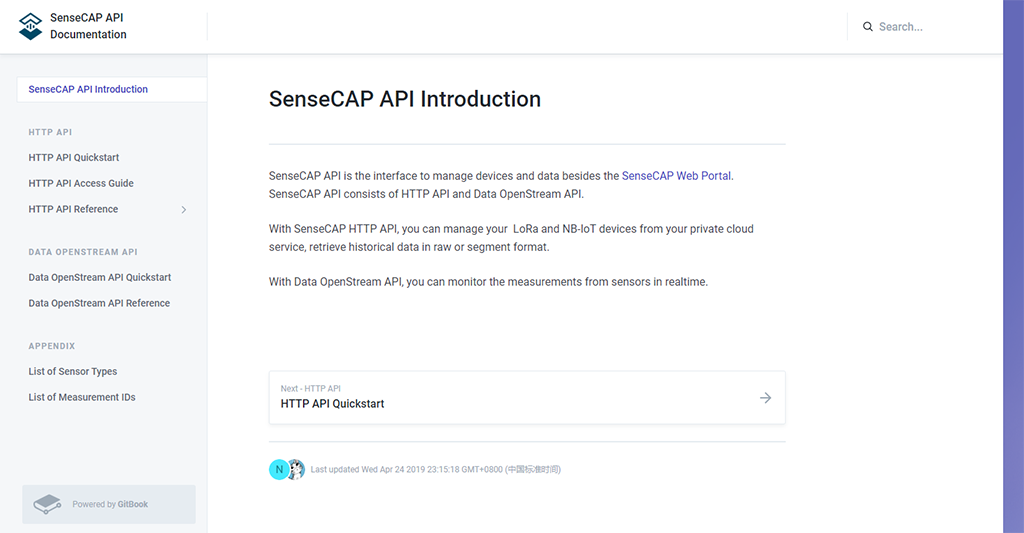 SenseCAP API
Documentation
Search...
SenseCAP API Introduction
HTTP API
HTTP API Quickstart
HTTP API Access Guide
HTTP API Reference
DATA OPENSTREAM API
Data OpenStream API Quickstart
Data OpenStream API Reference
APPENDIX
List of Sensor Types
List of Measurement IDs
Powered by GitBook
SenseCAP API Introduction
SenseCAP API is the interface to manage devices and data besides the SenseCAP Web Portal.
SenseCAP API consists of HTTP API and Data OpenStream API.
With SenseCAP HTTP API, you can manage your LoRa and NB-IoT devices from your private cloud
service, retrieve historical data in raw or segment format.
With Data OpenStream API, you can monitor the measurements from sensors in realtime.
Next - HTTP API
HTTP API Quickstart
N
Last updated Wed Apr 24 2019 23:15:18 GMT+0800 (中国标准时间)